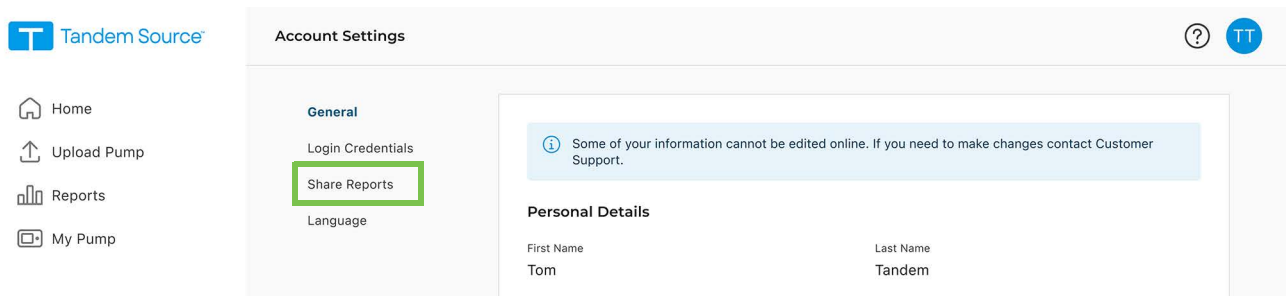 Tandem Source™
Home
Upload Pump
Reports
My Pump
Account Settings
TT
General
Login Credentials
Share Reports
Language
Some of your information cannot be edited online. If you need to make changes contact Customer
Support.
Personal Details
First Name
Last Name
Tom
Tandem